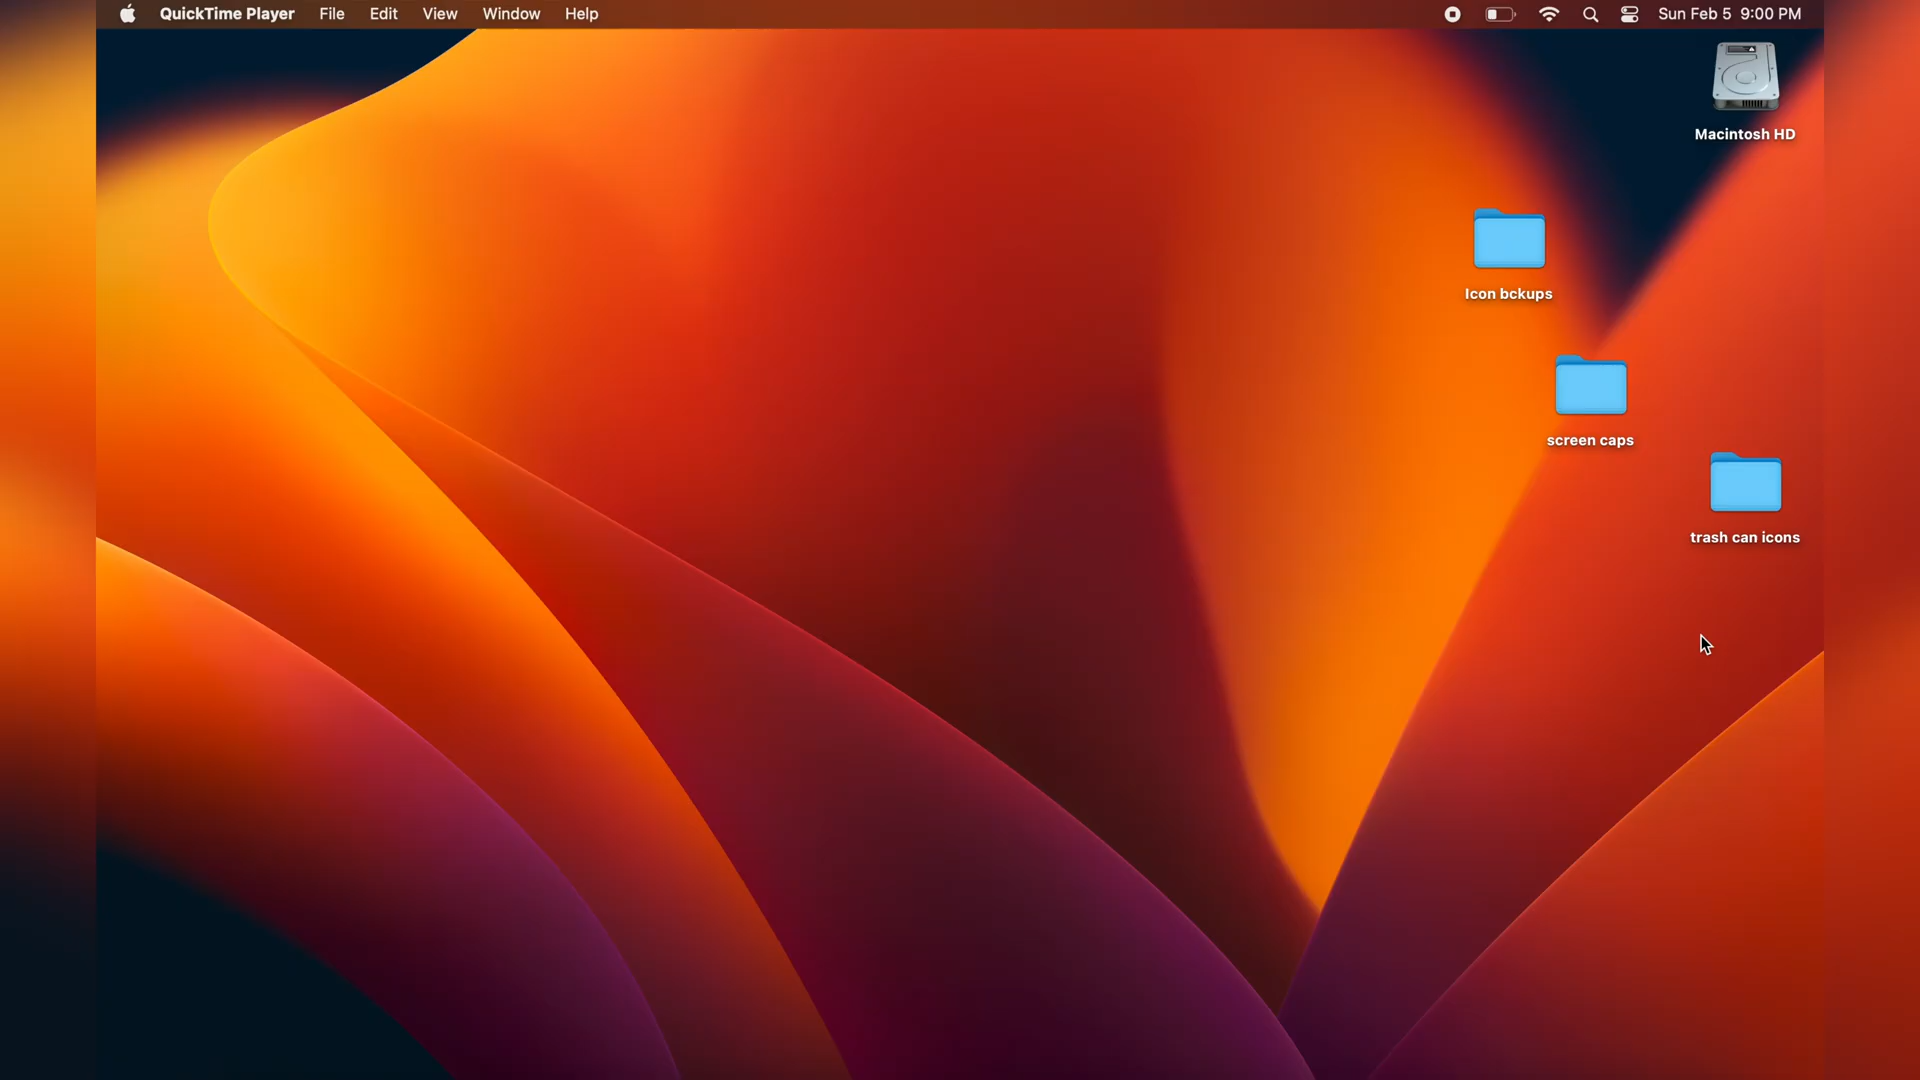 QuickTime Player File Edit View Window Help Sun Feb 5 9:00 PM
Macintosh HD
Icon bckups
screen caps
trash can icons